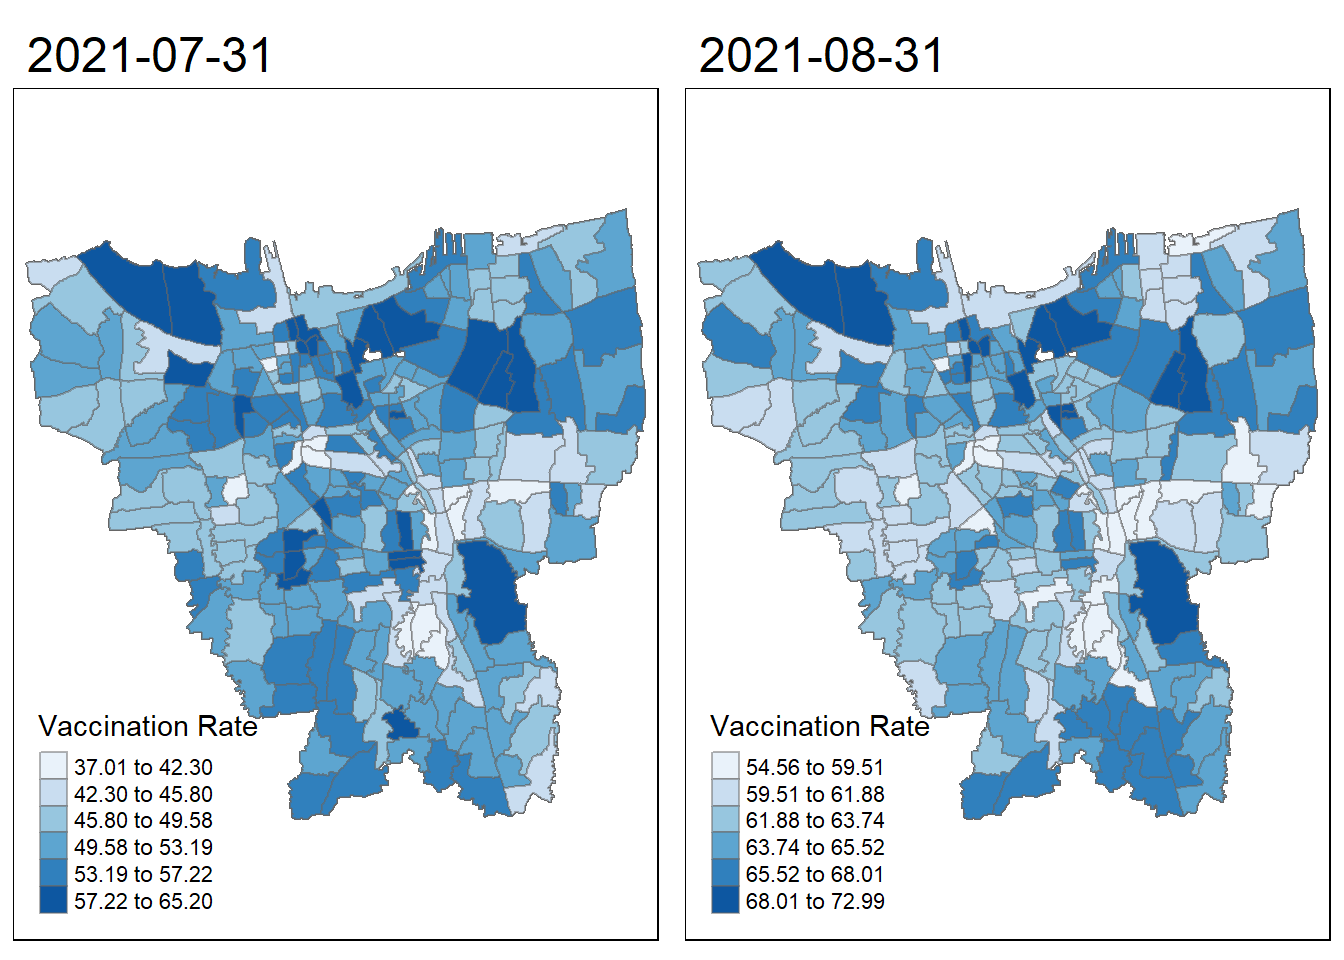 2021-07-31
Vaccination Rate
37.01 to 42.30
42.30 to 45.80
45.80 to 49.58
49.58 to 53.19
53.19 to 57.22
57.22 to 65.20
2021-08-31
Vaccination Rate
54.56 to 59.51
59.51 to 61.88
61.88 to 63.74
63.74 to 65.52
65.52 to 68.01
68.01 to 72.99